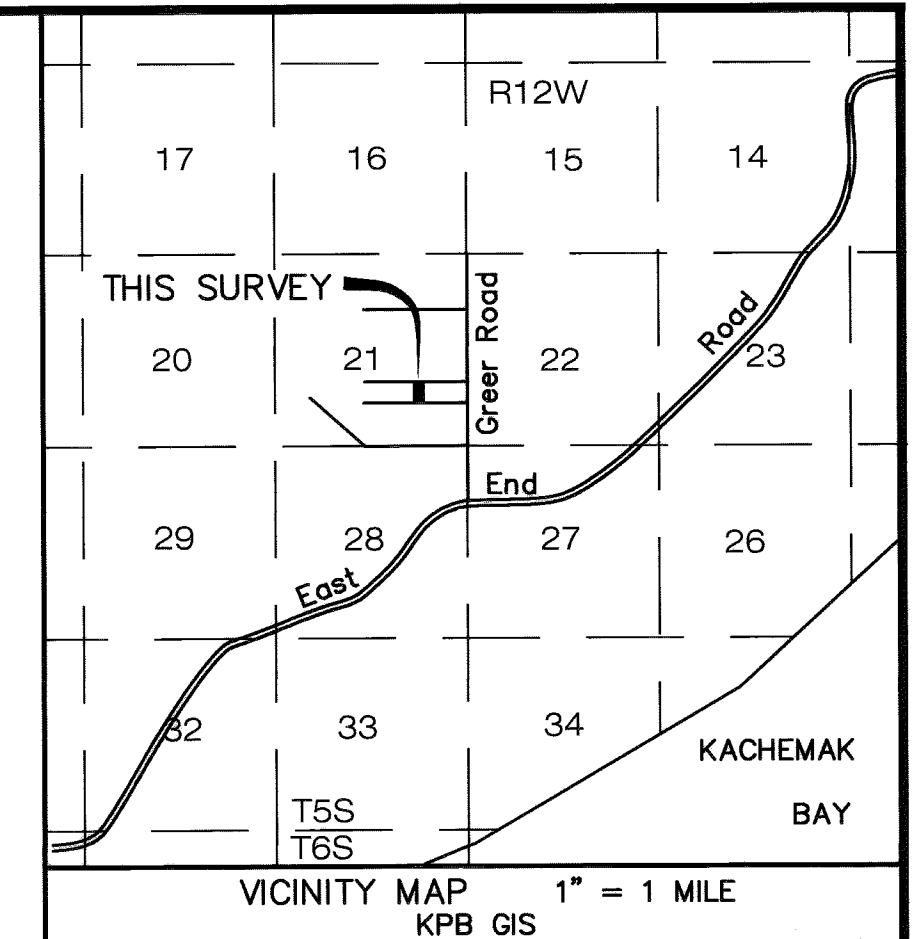 R12W
17 16 15 14
THIS SURVEY
Greer Road
Road
20 21 22 23
End
29 28 27 26
East
32 33 34
KACHEMAK
BAY
T5S
T6S
VICINITY MAP 1" = 1 MILE
KPB GIS